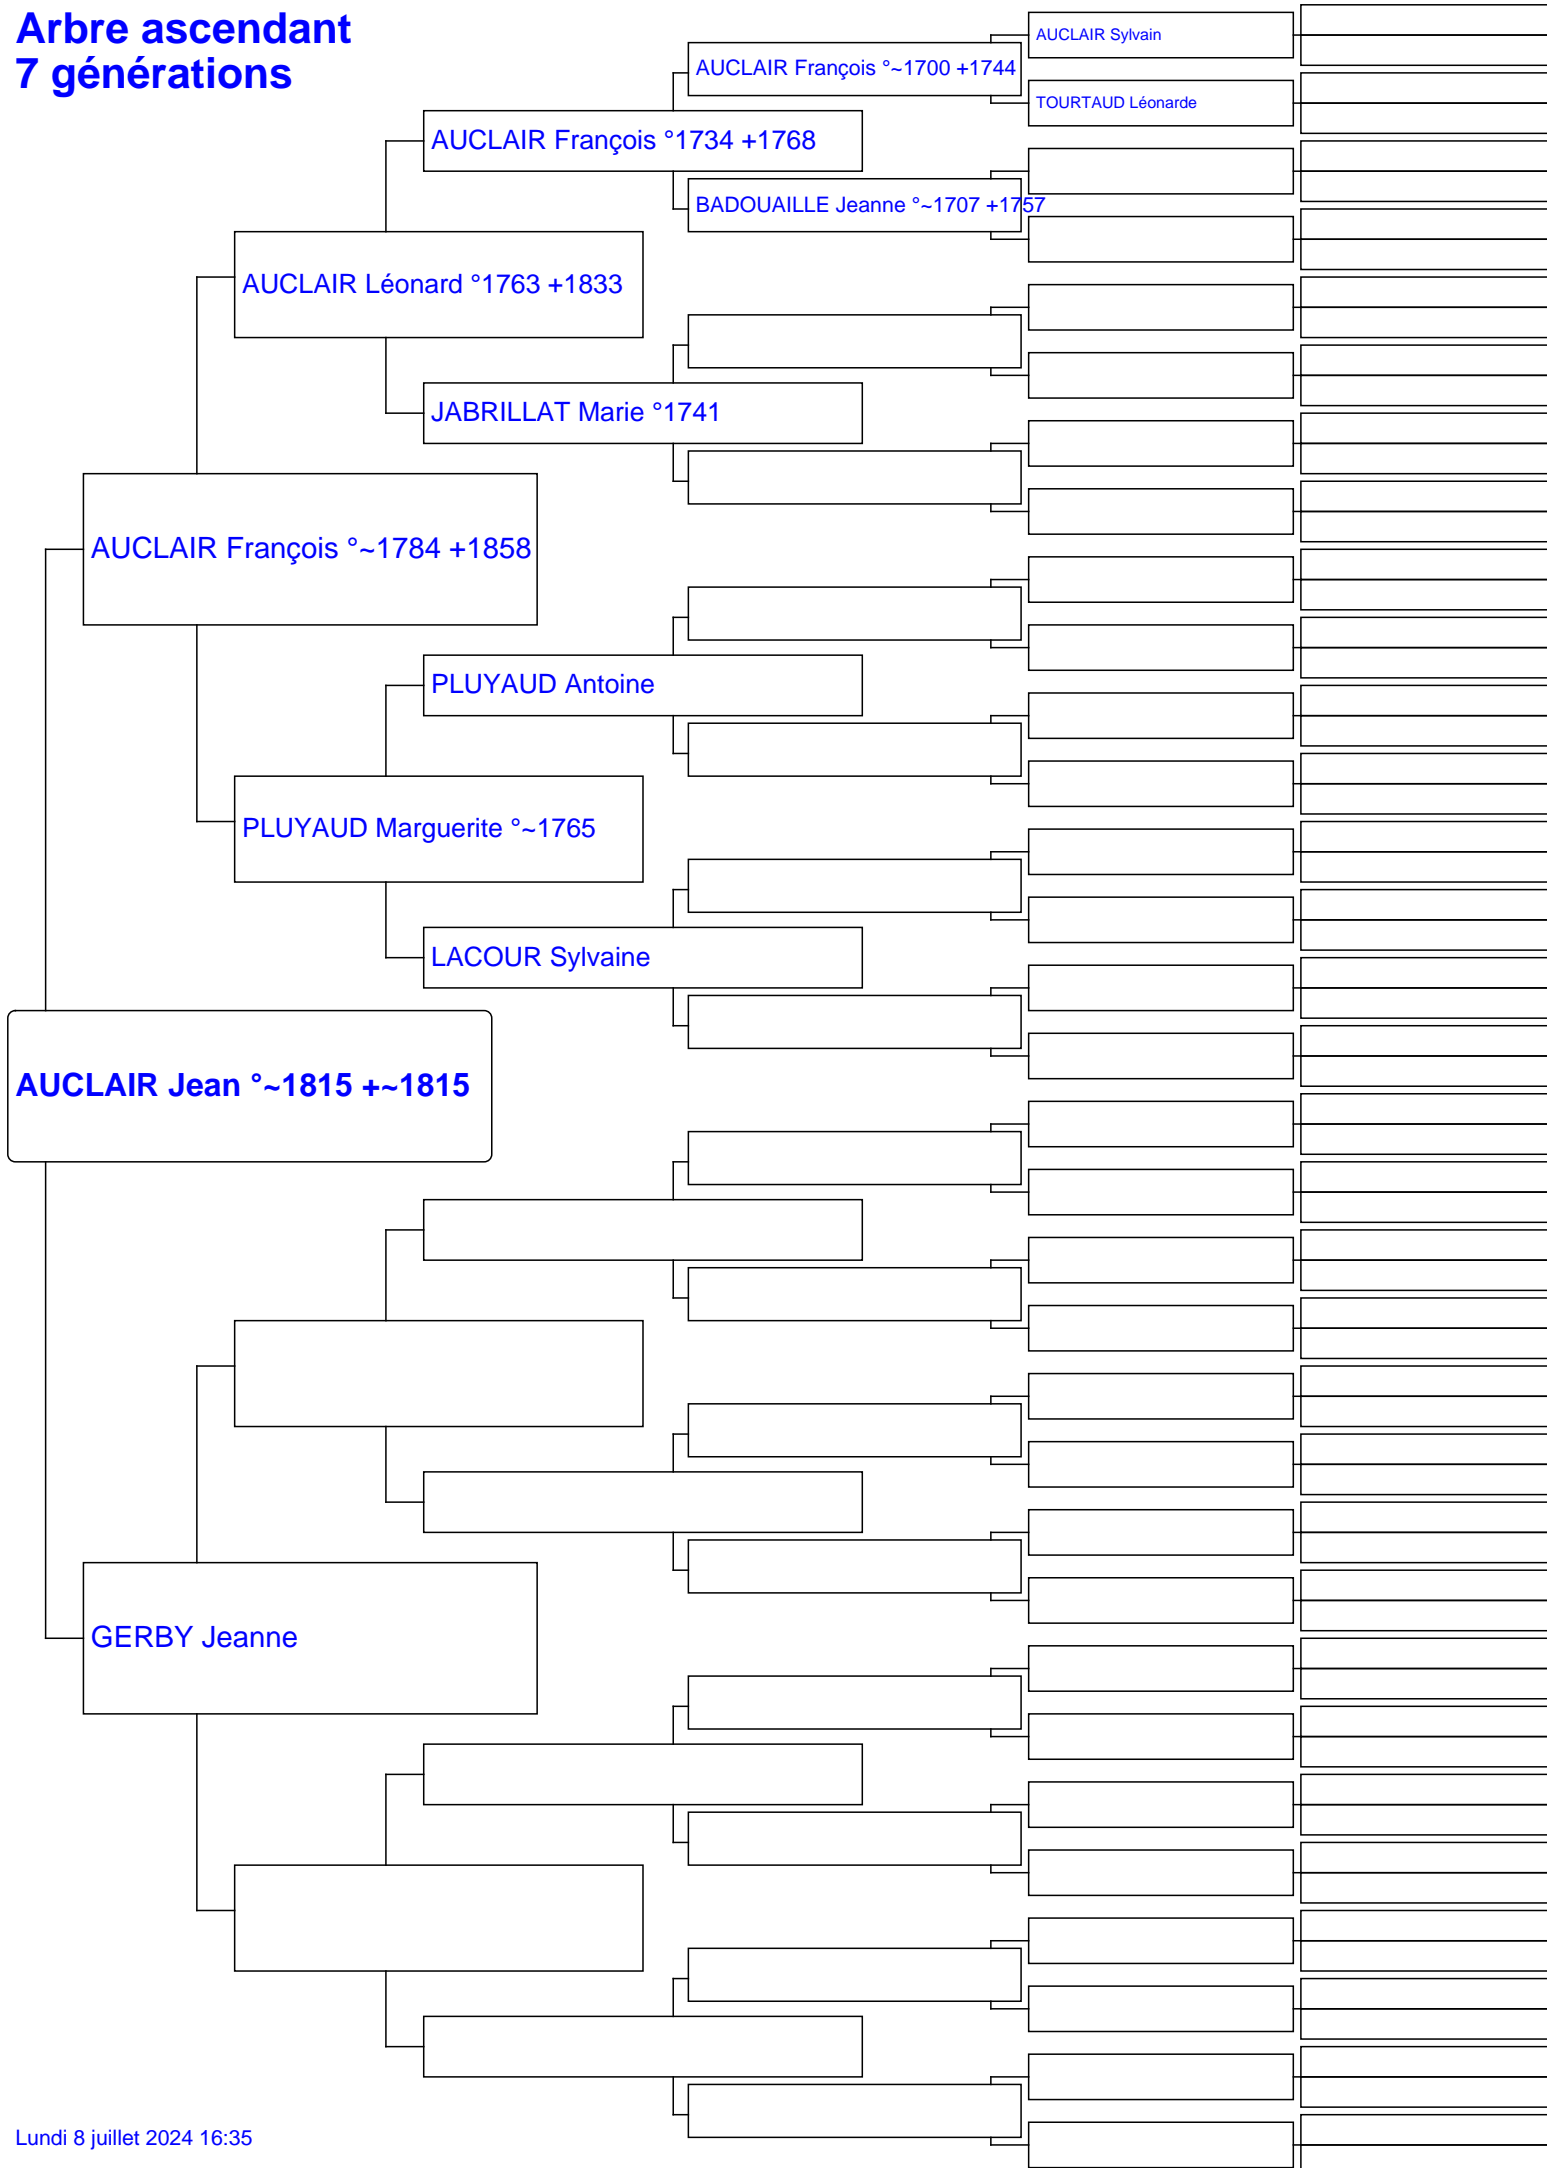 Arbre ascendant
7 générations
AUCLAIR Sylvain
AUCLAIR François °~1700 +1744
TOURTAUD Léonarde
AUCLAIR François °1734 +1768
BADOUAILLE Jeanne °~1707 +1757
AUCLAIR Léonard °1763 +1833
JABRILLAT Marie °1741
AUCLAIR François °~1784 +1858
PLUYAUD Antoine
PLUYAUD Marguerite °~1765
LACOUR Sylvaine
AUCLAIR Jean °~1815 +~1815
GERBY Jeanne
Lundi 8 juillet 2024 16:35